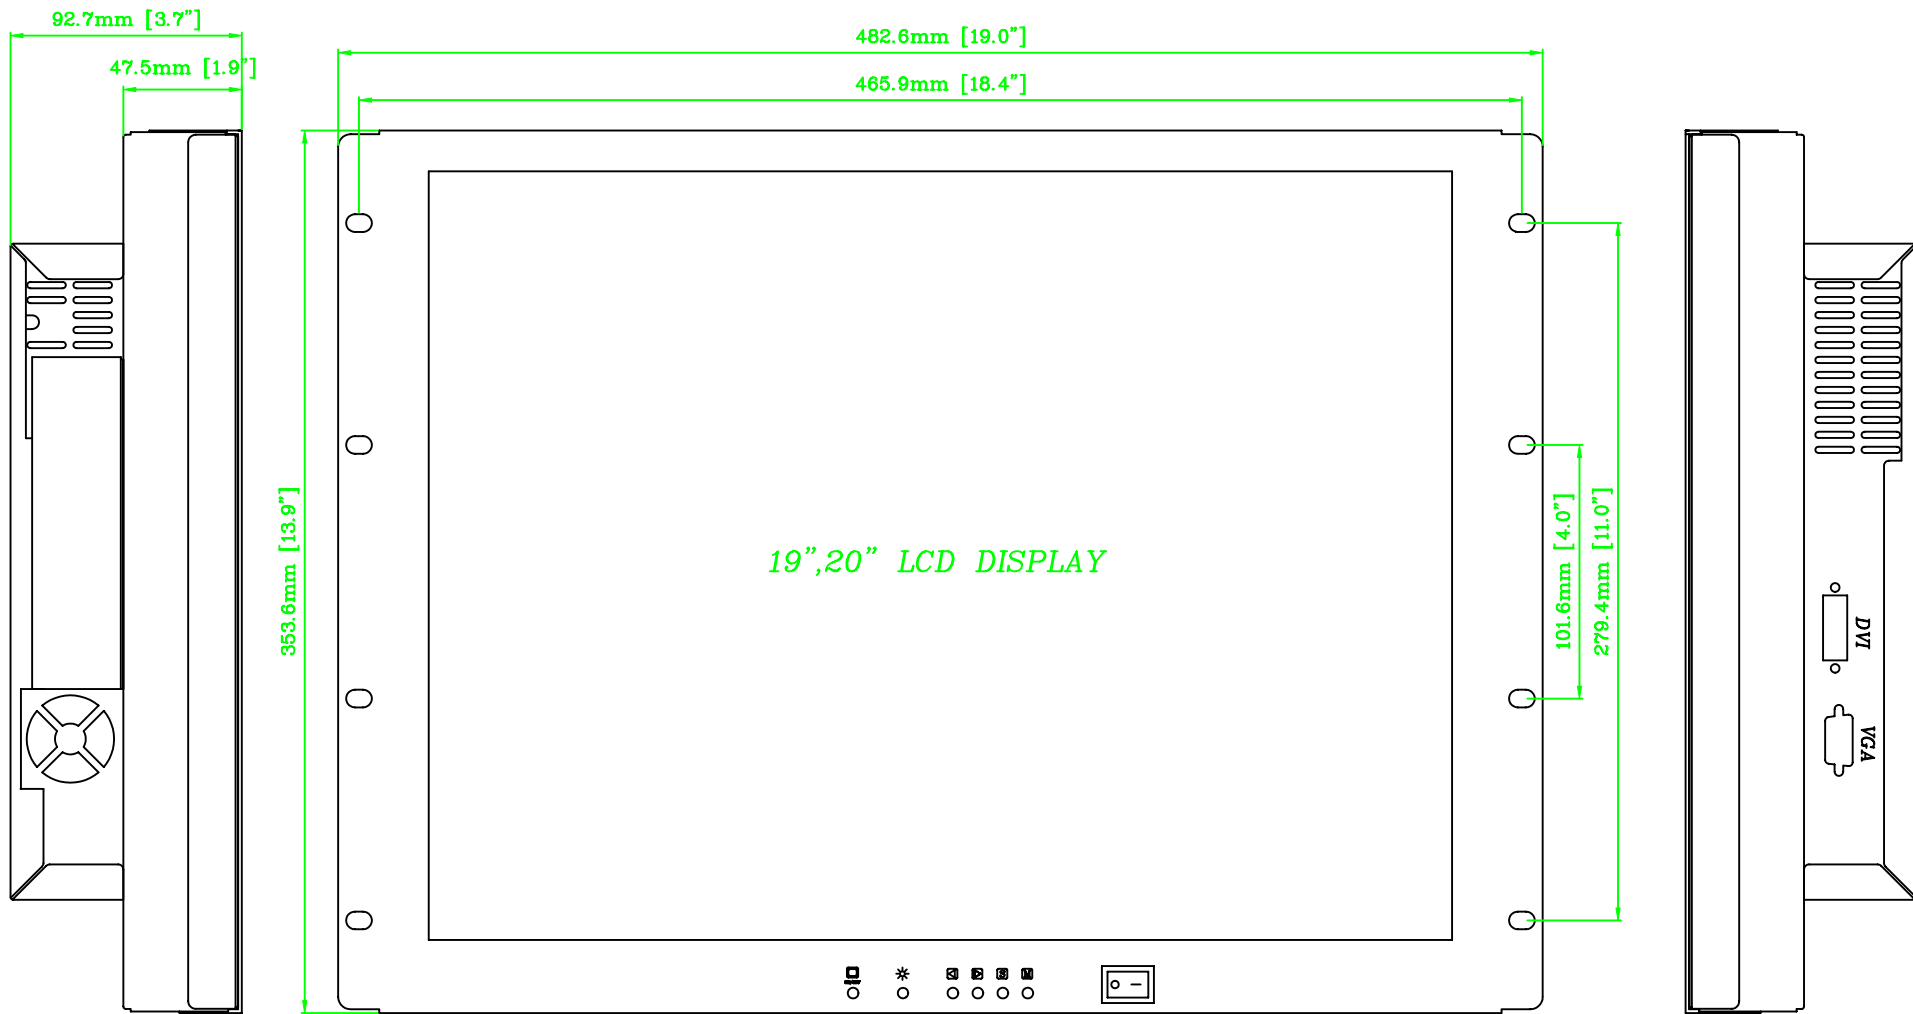 92.7mm [3.7"]
47.5mm [1.9"]
482.6mm [19.0"]
465.9mm [18.4"]
353.6mm [13.9"]
19",20" LCD DISPLAY
101.6mm [4.0"]
279.4mm [11.0"]
DVI
VGA
S M